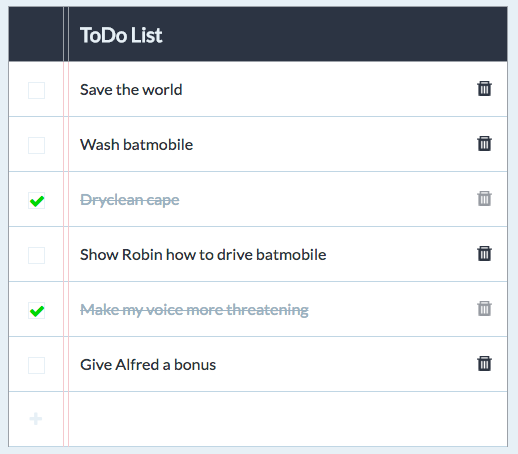 ToDo List
Save the world
Wash batmobile
Dryclean cape
Show Robin how to drive batmobile
Make my voice more threatening
Give Alfred a bonus